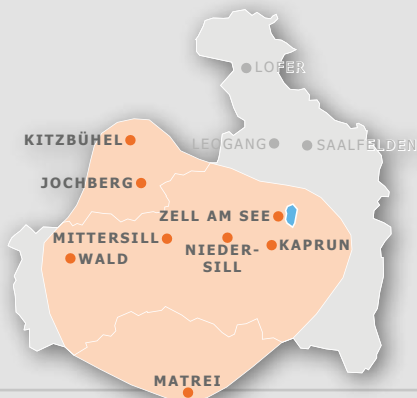 LOFER
KITZBÜHEL
LEOGANG
SAALFELDEN
JOCHBERG
ZELL AM SEE
MITTERSILL
NIEDER-
SILL
KAPRUN
WALD
MATREI